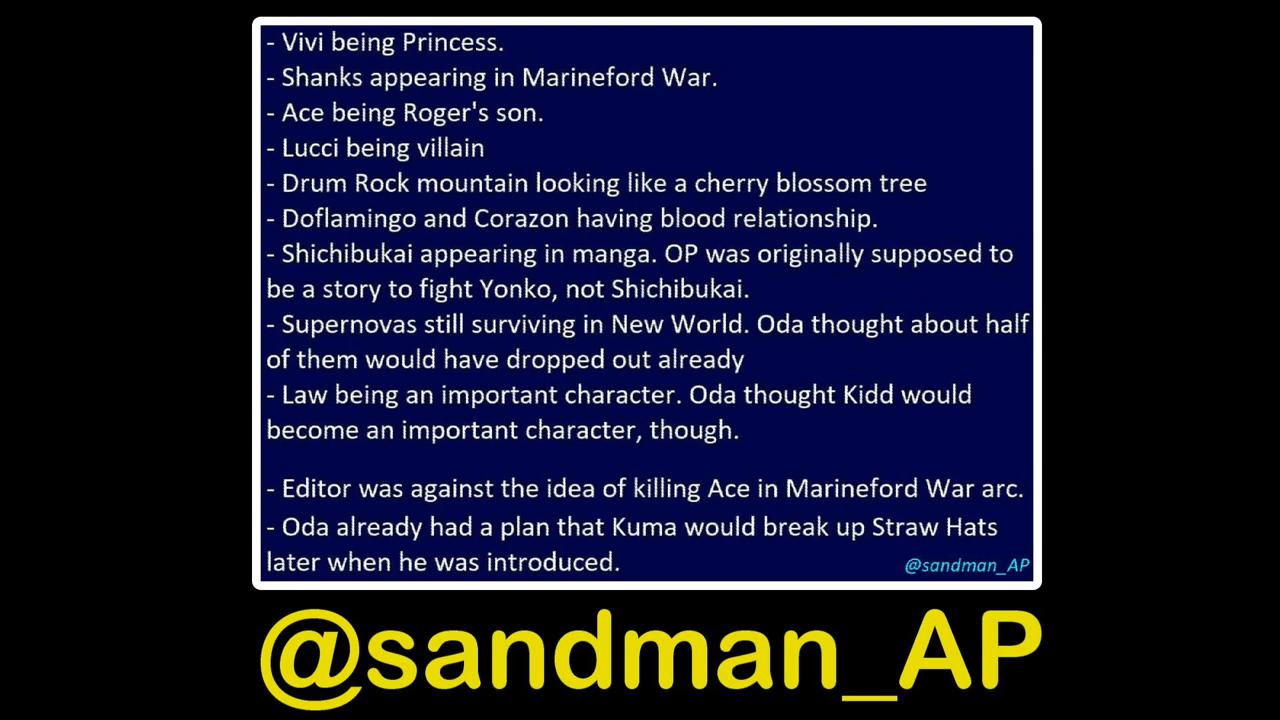 - Vivi being Princess.
- Shanks appearing in Marineford War.
- Ace being Roger's son.
- Lucci being villain
- Drum Rock mountain looking like a cherry blossom tree
- Doflamingo and Corazon having blood relationship.
- Shichibukai appearing in manga. OP was originally supposed to
be a story to fight Yonko, not Shichibukai.
- Supernovas still surviving in New World. Oda thought about half
of them would have dropped out already
- Law being an important character. Oda thought Kidd would
become an important character, though.
- Editor was against the idea of killing Ace in Marineford War arc.
- Oda already had a plan that Kuma would break up Straw Hats
later when he was introduced.
@sandman_AP
@sandman_AP